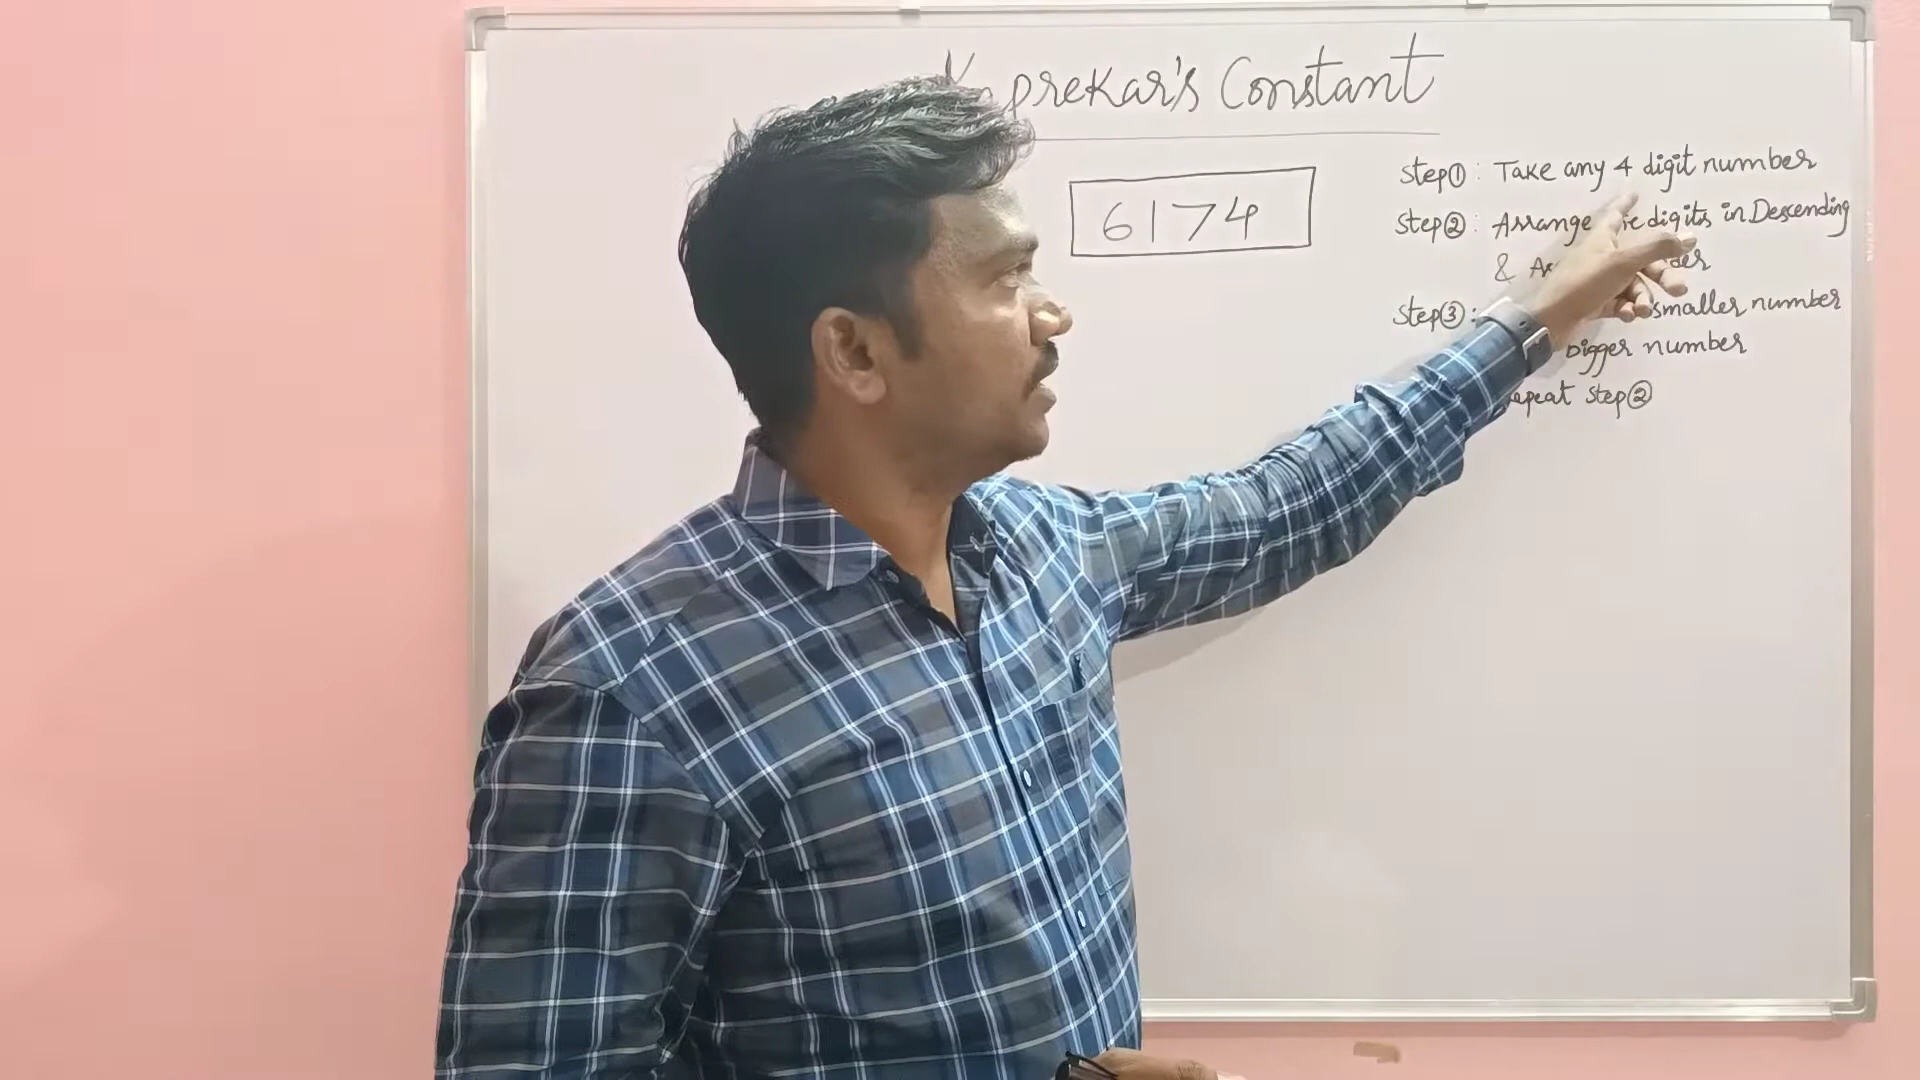 prekar's Constant
6174
Step① : Take any 4 digit number
Step② : Arrange digits in Descending
&
Step③ : smaller number
bigger number
Step②